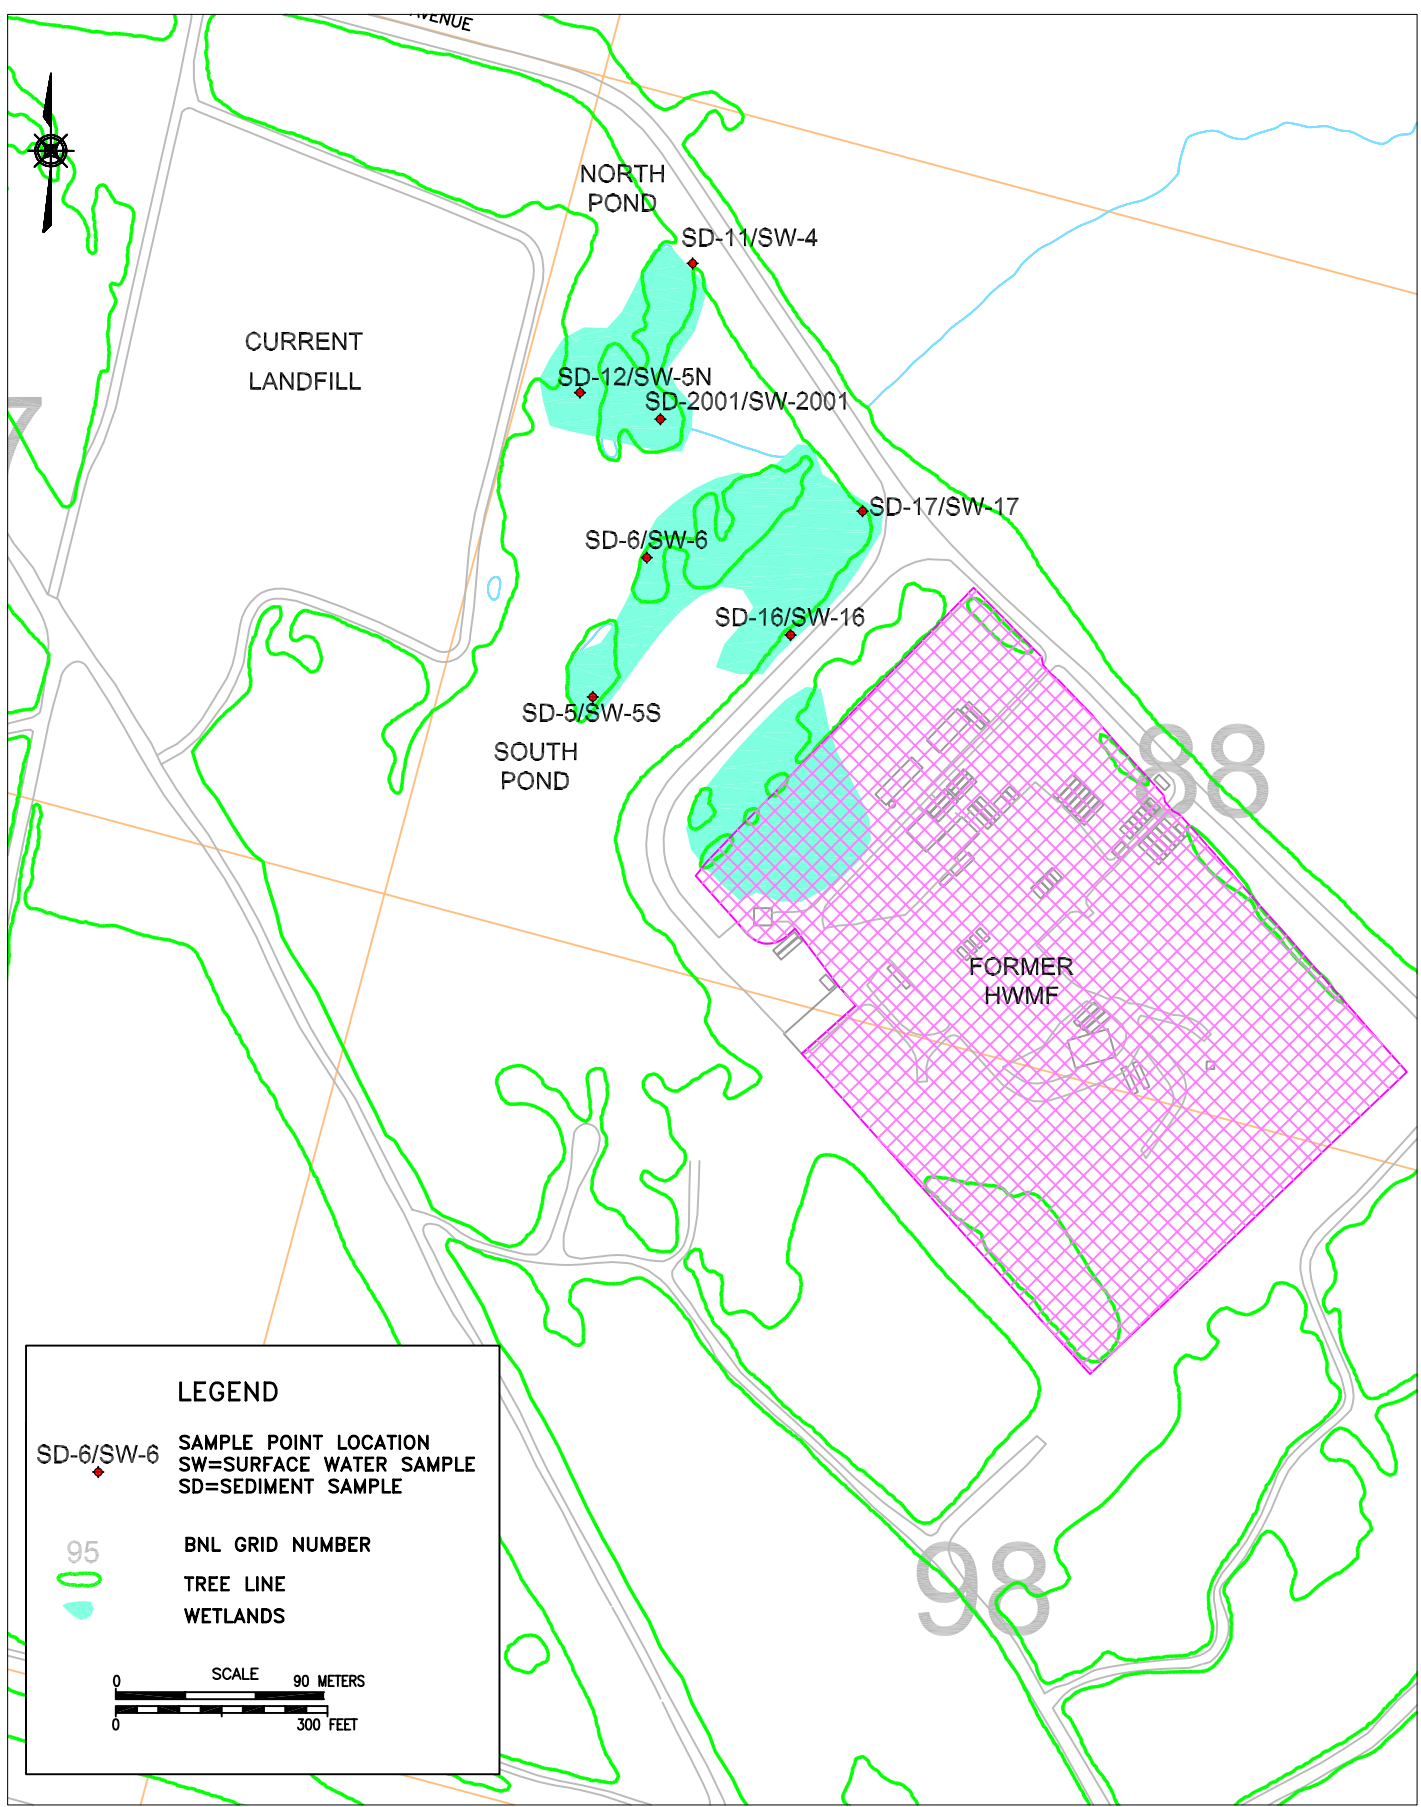 AVENUE
NORTH
POND
SD-11/SW-4
CURRENT
LANDFILL
SD-12/SW-5N
SD-2001/SW-2001
7
SD-17/SW-17
SD-6/SW-6
SD-16/SW-16
SD-5/SW-5S
SOUTH
POND
88
FORMER
HWMF
98
LEGEND
SD-6/SW-6
SAMPLE POINT LOCATION
SW=SURFACE WATER SAMPLE
SD=SEDIMENT SAMPLE
95
BNL GRID NUMBER
TREE LINE
WETLANDS
SCALE
0 90 METERS
0 300 FEET